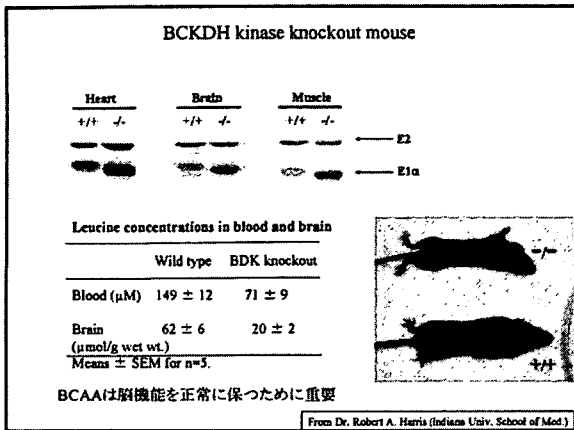 BCKDH kinase knockout mouse
Heart Brain Muscle
+/+ -/- +/+ -/- +/+ -/-
E2
E1α
Leucine concentrations in blood and brain
Wild type BDK knockout
Blood (μM) 149 ± 12 71 ± 9
Brain 62 ± 6 20 ± 2
(μmol/g wet wt.)
Means ± SEM for n=5.
-/-
+/+
BCAAは脳機能を正常に保つために重要
From Dr. Robert A. Harris (Indiana Univ. School of Med.)